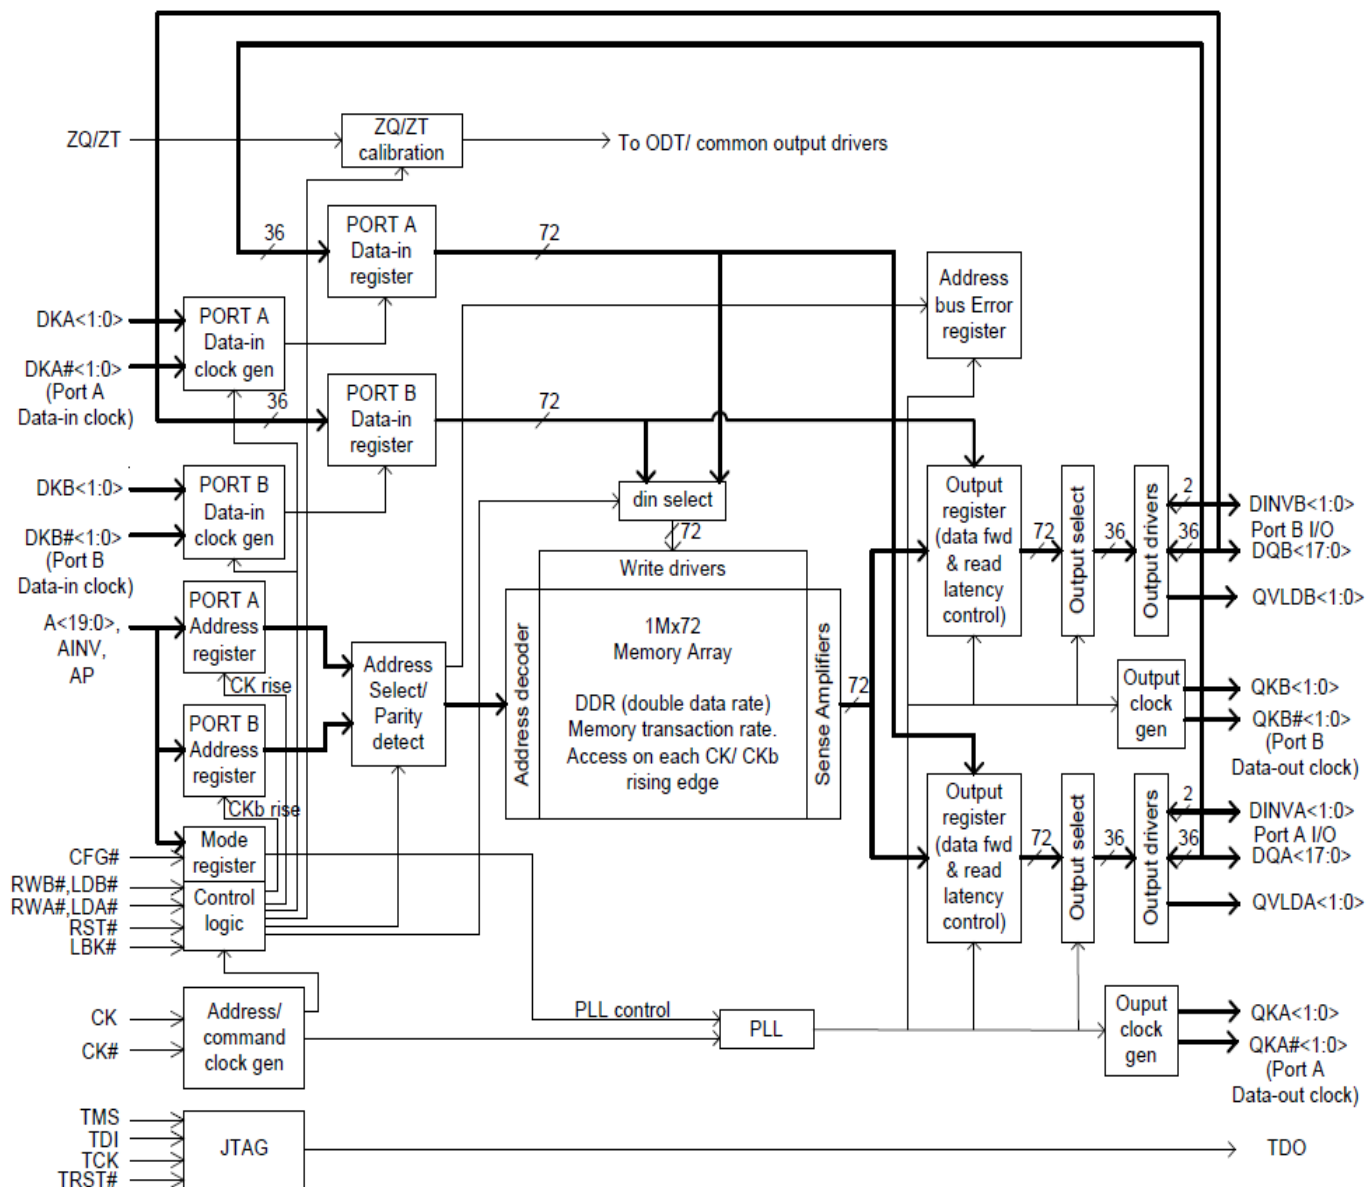 ZQ/ZT
ZQ/ZT
calibration
To ODT/ common output drivers
36
PORT A
Data-in
register
72
Address
bus Error
register
DKA<1:0>
DKA#<1:0>
(Port A
Data-in clock)
PORT A
Data-in
clock gen
36
PORT B
Data-in
register
72
DKB<1:0>
DKB#<1:0>
(Port B
Data-in clock)
PORT B
Data-in
clock gen
din select
72
Write drivers
Output
register
(data fwd
& read
latency
control)
72
Output select
36
Output drivers
2
36
DINVB<1:0>
Port B I/O
DQB<17:0>
QVLDB<1:0>
A<19:0>,
AINV,
AP
PORT A
Address
register
CK rise
PORT B
Address
register
CKb rise
Address
Select/
Parity
detect
Address decoder
1Mx72
Memory Array
DDR (double data rate)
Memory transaction rate.
Access on each CK/ CKb
rising edge
Sense Amplifiers
72
Output
clock
gen
QKB<1:0>
QKB#<1:0>
(Port B
Data-out clock)
Output
register
(data fwd
& read
latency
control)
72
Output select
36
Output drivers
2
36
DINVA<1:0>
Port A I/O
DQA<17:0>
QVLDA<1:0>
CFG#
RWB#,LDB#
RWA#,LDA#
RST#
LBK#
Mode
register
Control
logic
CK
CK#
Address/
command
clock gen
PLL control
PLL
Ouput
clock
gen
QKA<1:0>
QKA#<1:0>
(Port A
Data-out clock)
TMS
TDI
TCK
TRST#
JTAG
TDO